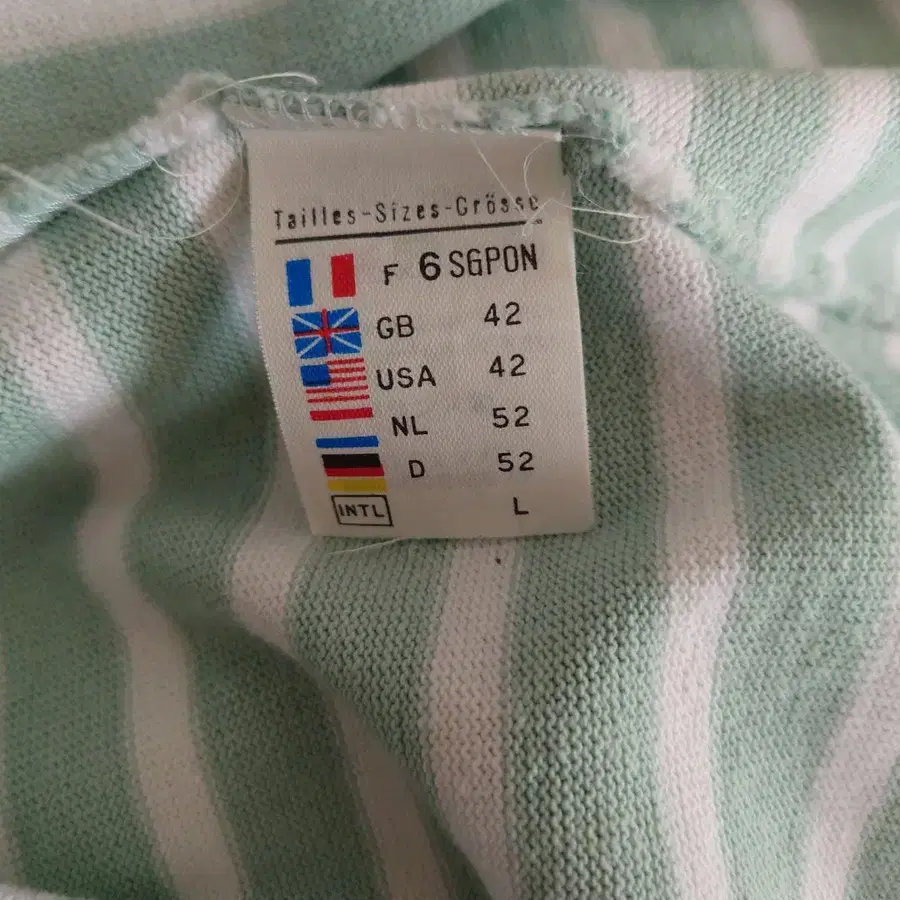 Tailles-Sizes-Grösse
F 6 SGPON
GB 42
USA 42
NL 52
D 52
INTL L